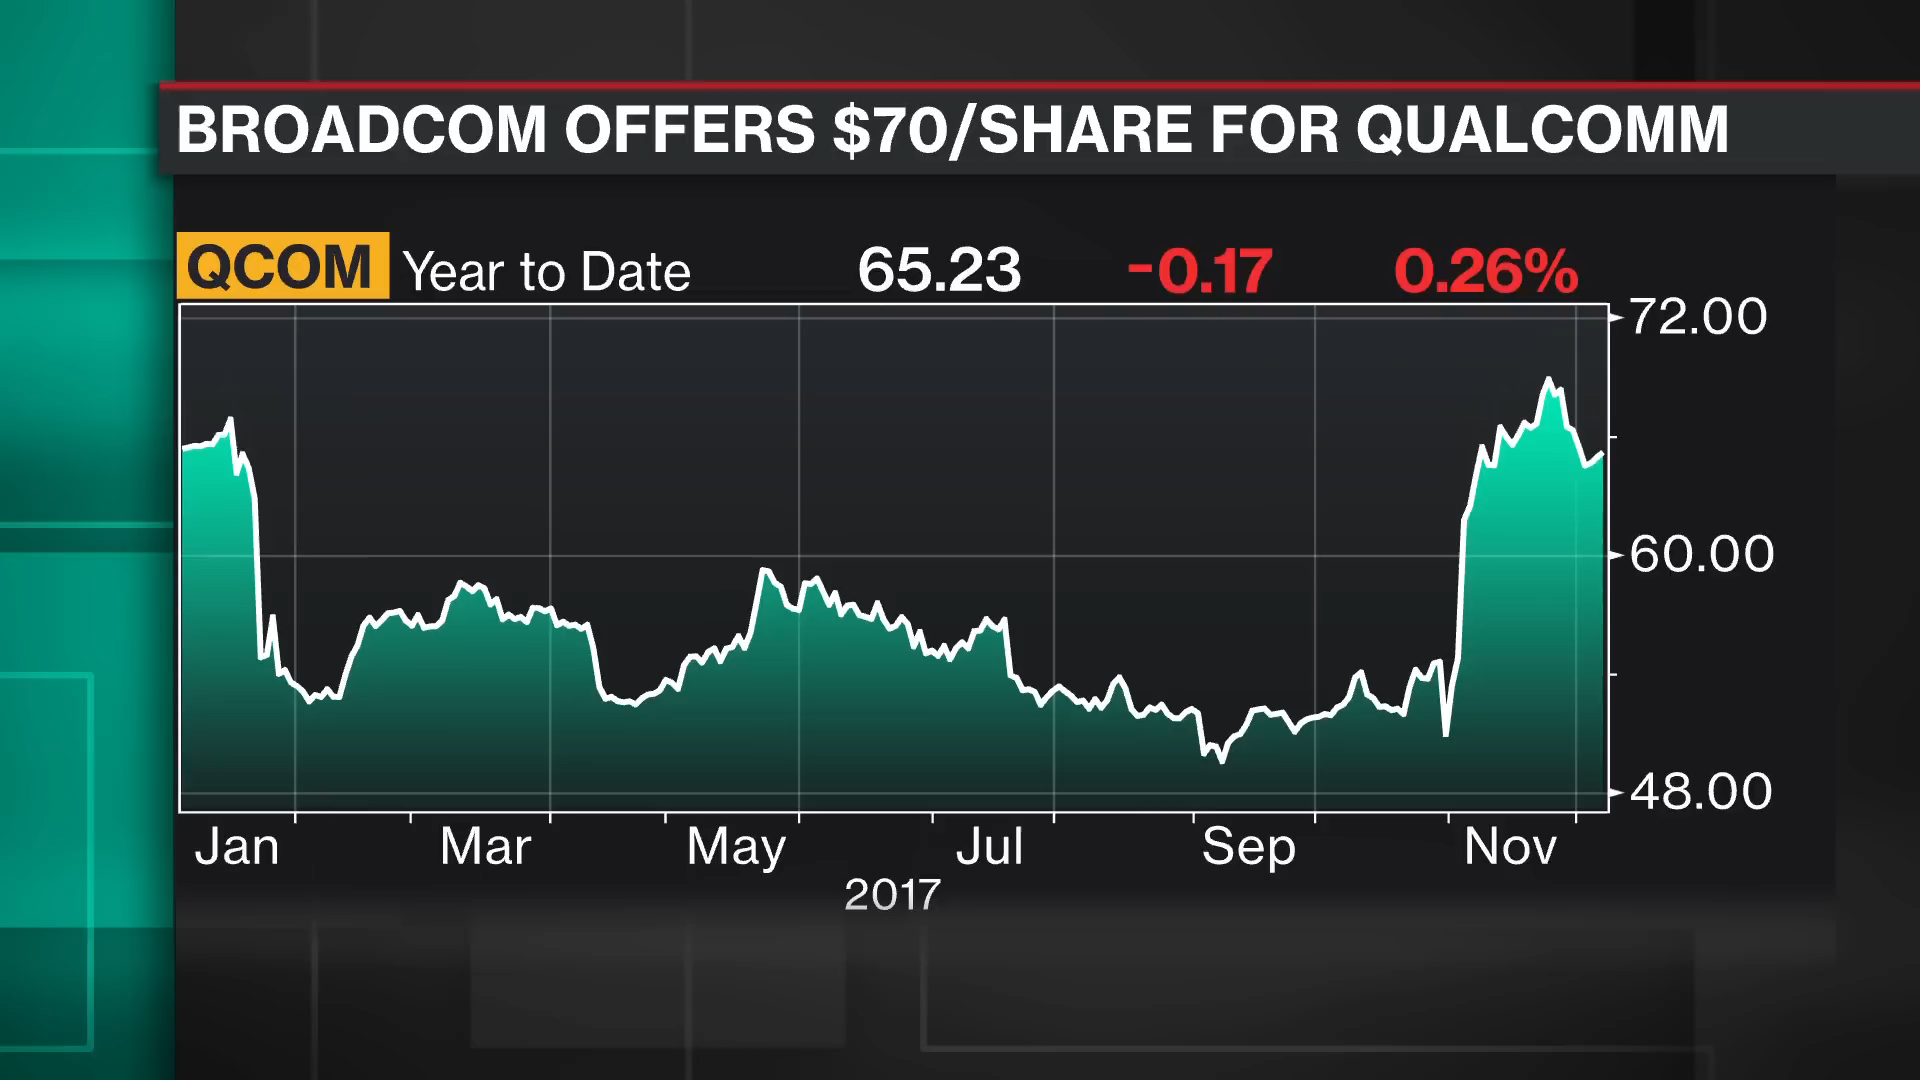 BROADCOM OFFERS $70/SHARE FOR QUALCOMM
QCOM Year to Date 65.23 -0.17 0.26%
72.00
60.00
48.00
Jan Mar May Jul Sep Nov
2017